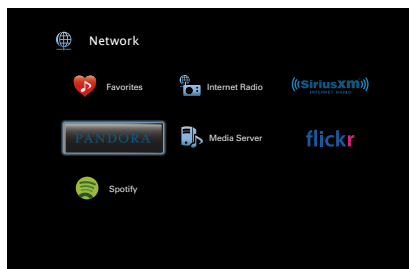 Network
Favorites
Internet Radio
((SiriusXM))
INTERNET RADIO
PANDORA
Media Server
flickr
Spotify